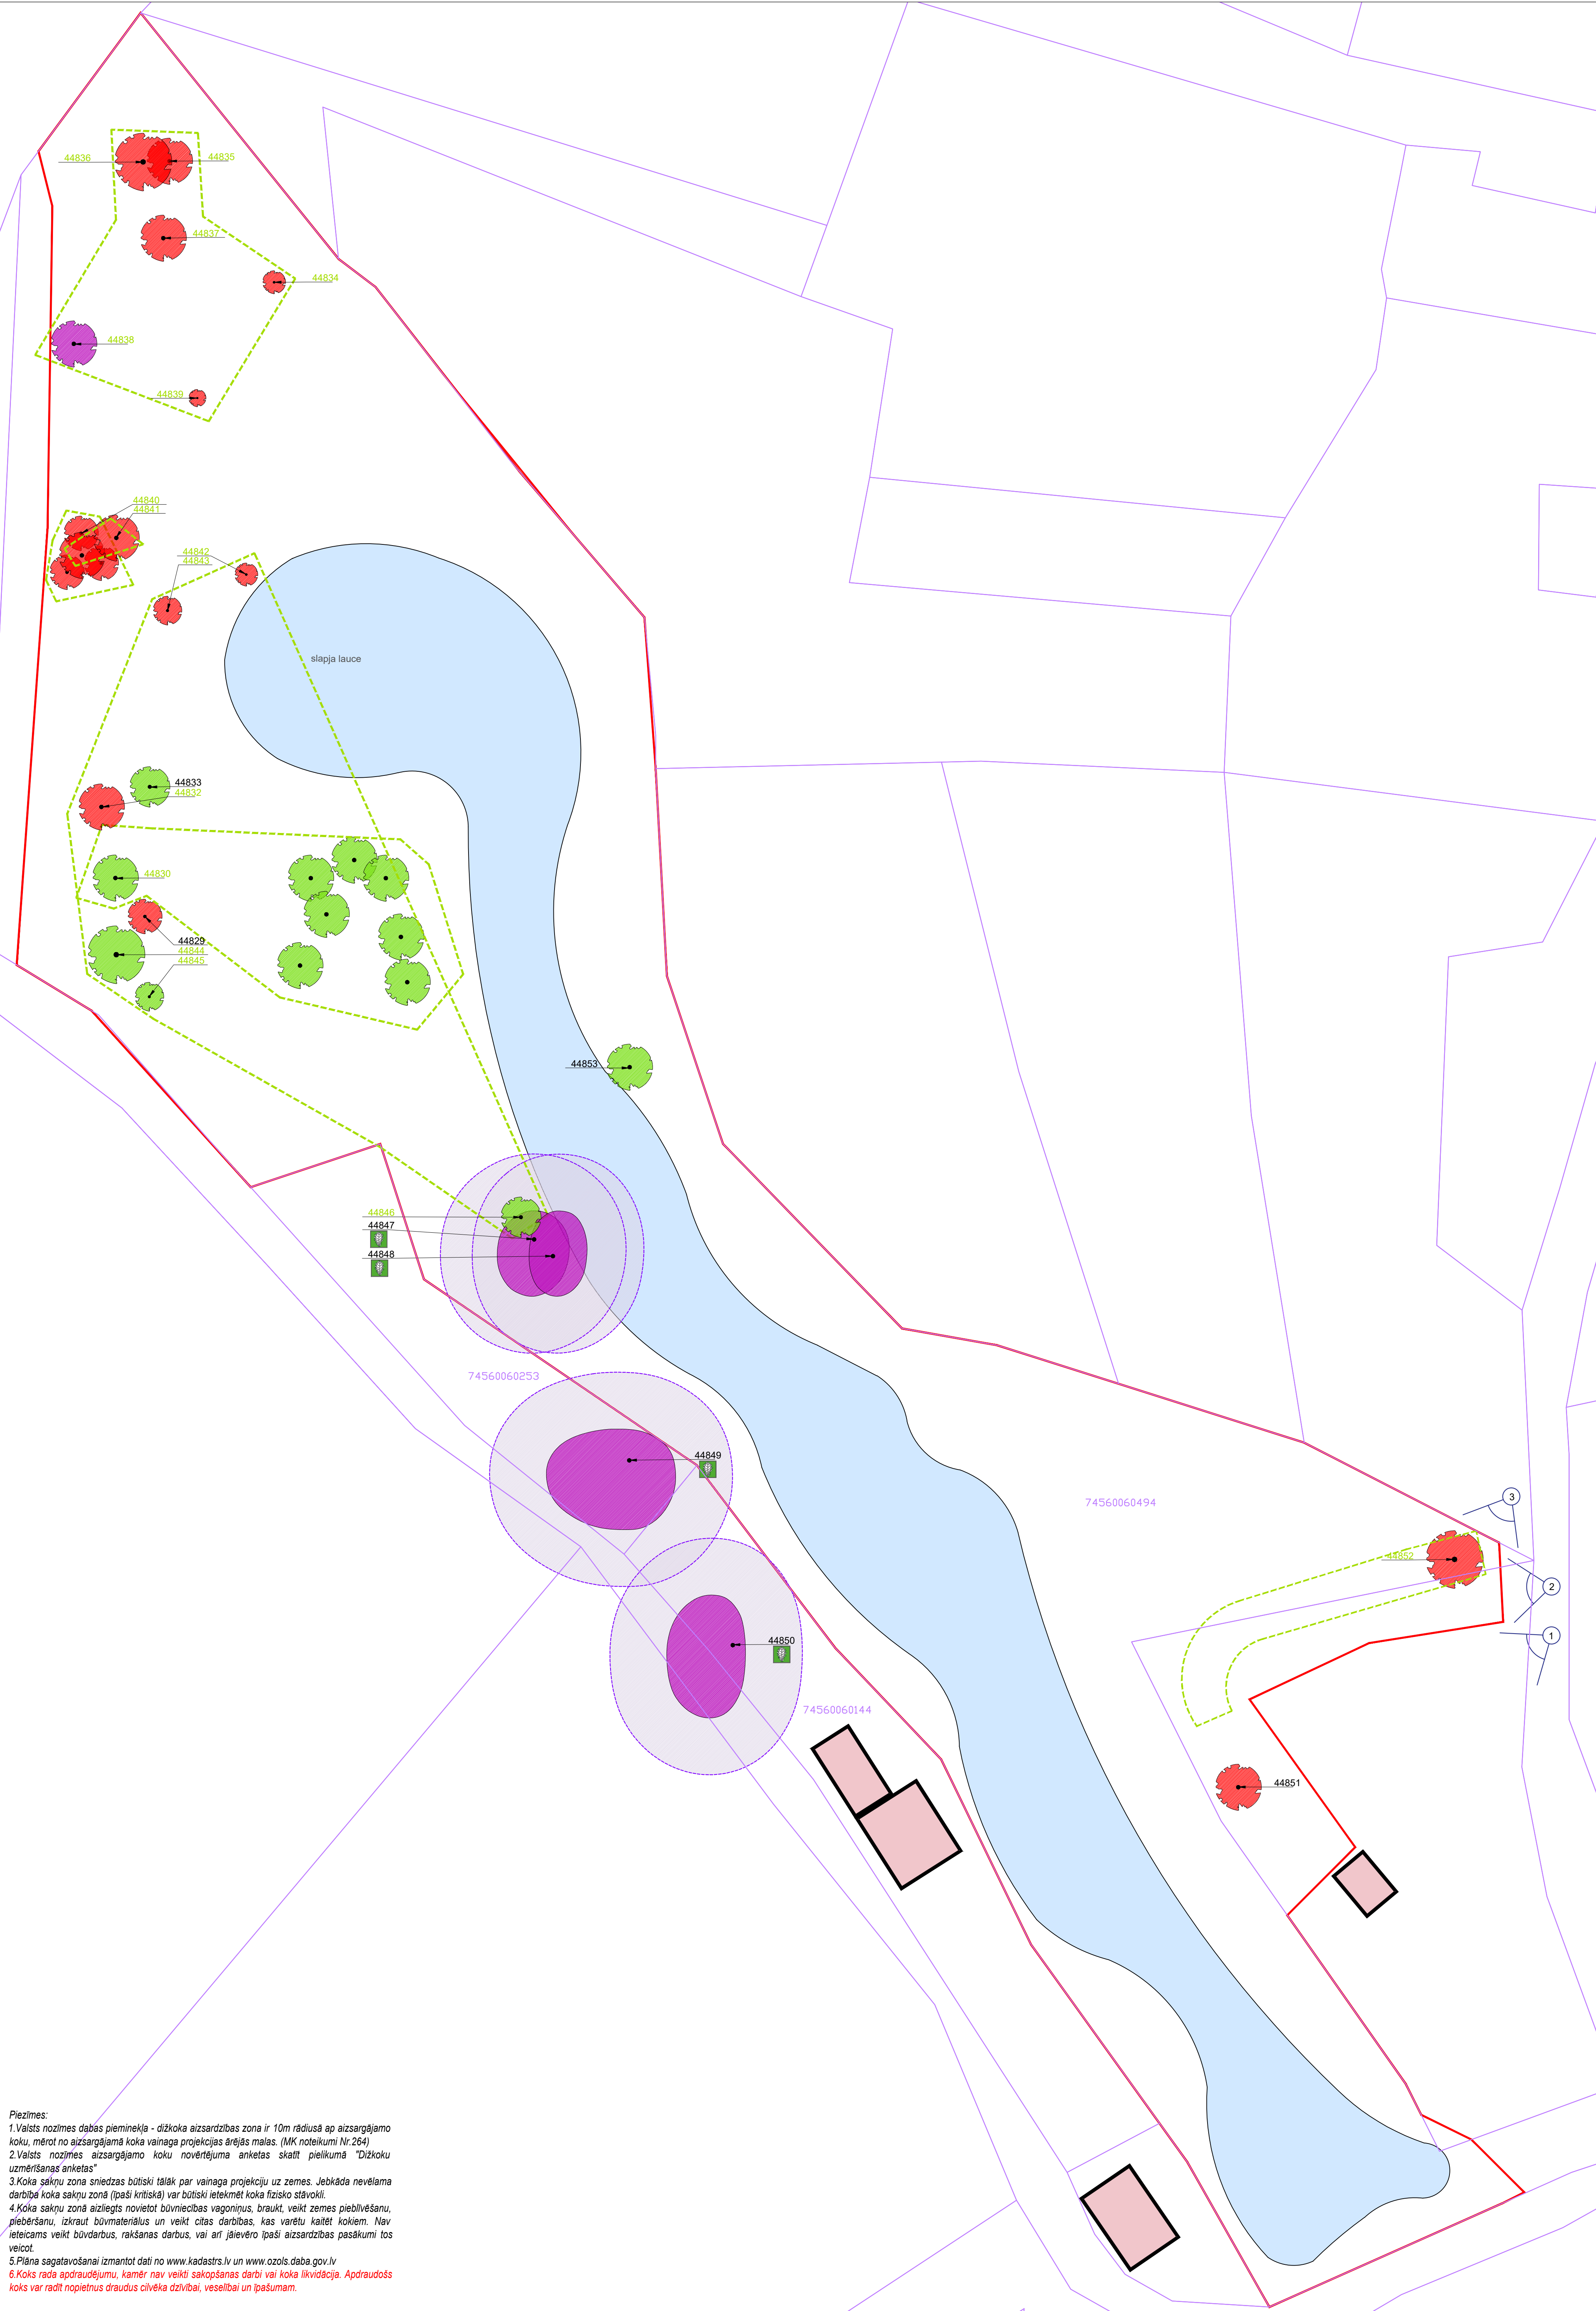 44836
44835
44837
44834
44838
44839
44840
44841
44842
44843
slapja lauce
44833
44832
44830
44829
44844
44845
44853
44846
44847
44848
74560060253
44849
74560060494
3
44852
2
1
44850
74560060144
44851
Piezīmes:
1.Valsts nozīmes dabas pieminekļa - dižkoka aizsardzības zona ir 10m rādiusā ap aizsargājamo
koku, mērot no aizsargājamā koka vainaga projekcijas ārējās malas. (MK noteikumi Nr.264)
2.Valsts nozīmes aizsargājamo koku novērtējuma anketas skatīt pielikumā "Dižkoku
uzmērīšanas anketas"
3.Koka sakņu zona sniedzas būtiski tālāk par vainaga projekciju uz zemes. Jebkāda nevēlama
darbība koka sakņu zonā (īpaši kritiskā) var būtiski ietekmēt koka fizisko stāvokli.
4.Koka sakņu zonā aizliegts novietot būvniecības vagoniņus, braukt, veikt zemes pieblīvēšanu,
piebēršanu, izkraut būvmateriālus un veikt citas darbības, kas varētu kaitēt kokiem. Nav
ieteicams veikt būvdarbus, rakšanas darbus, vai arī jāievēro īpaši aizsardzības pasākumi tos
veicot.
5.Plāna sagatavošanai izmantot dati no www.kadastrs.lv un www.ozols.daba.gov.lv
6.Koks rada apdraudējumu, kamēr nav veikti sakopšanas darbi vai koka likvidācija. Apdraudošs
koks var radīt nopietnus draudus cilvēka dzīvībai, veselībai un īpašumam.